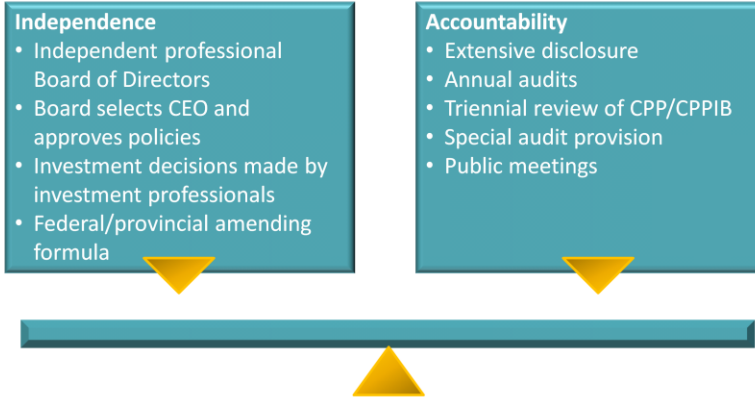 Independence
• Independent professional
Board of Directors
• Board selects CEO and
approves policies
• Investment decisions made by
investment professionals
• Federal/provincial amending
formula
Accountability
• Extensive disclosure
• Annual audits
• Triennial review of CPP/CPPIB
• Special audit provision
• Public meetings